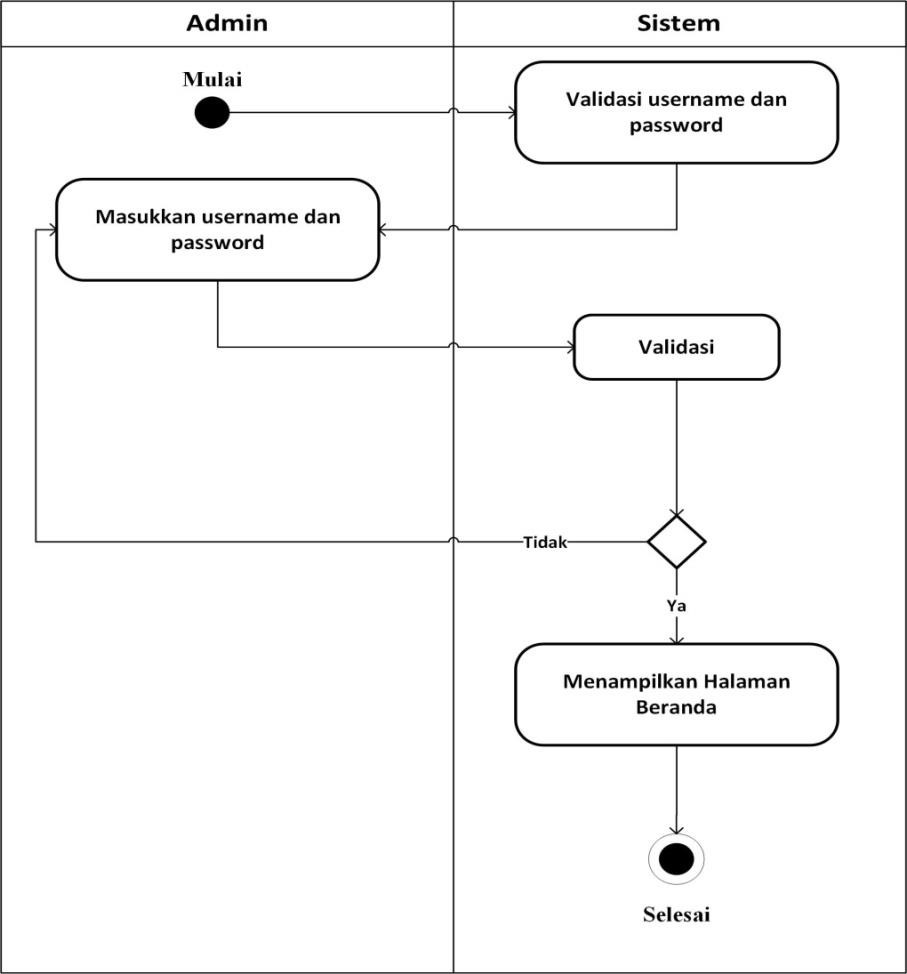 Admin
Sistem
Mulai
Validasi username dan
password
Masukkan username dan
password
Validasi
Tidak
Ya
Menampilkan Halaman
Beranda
Selesai